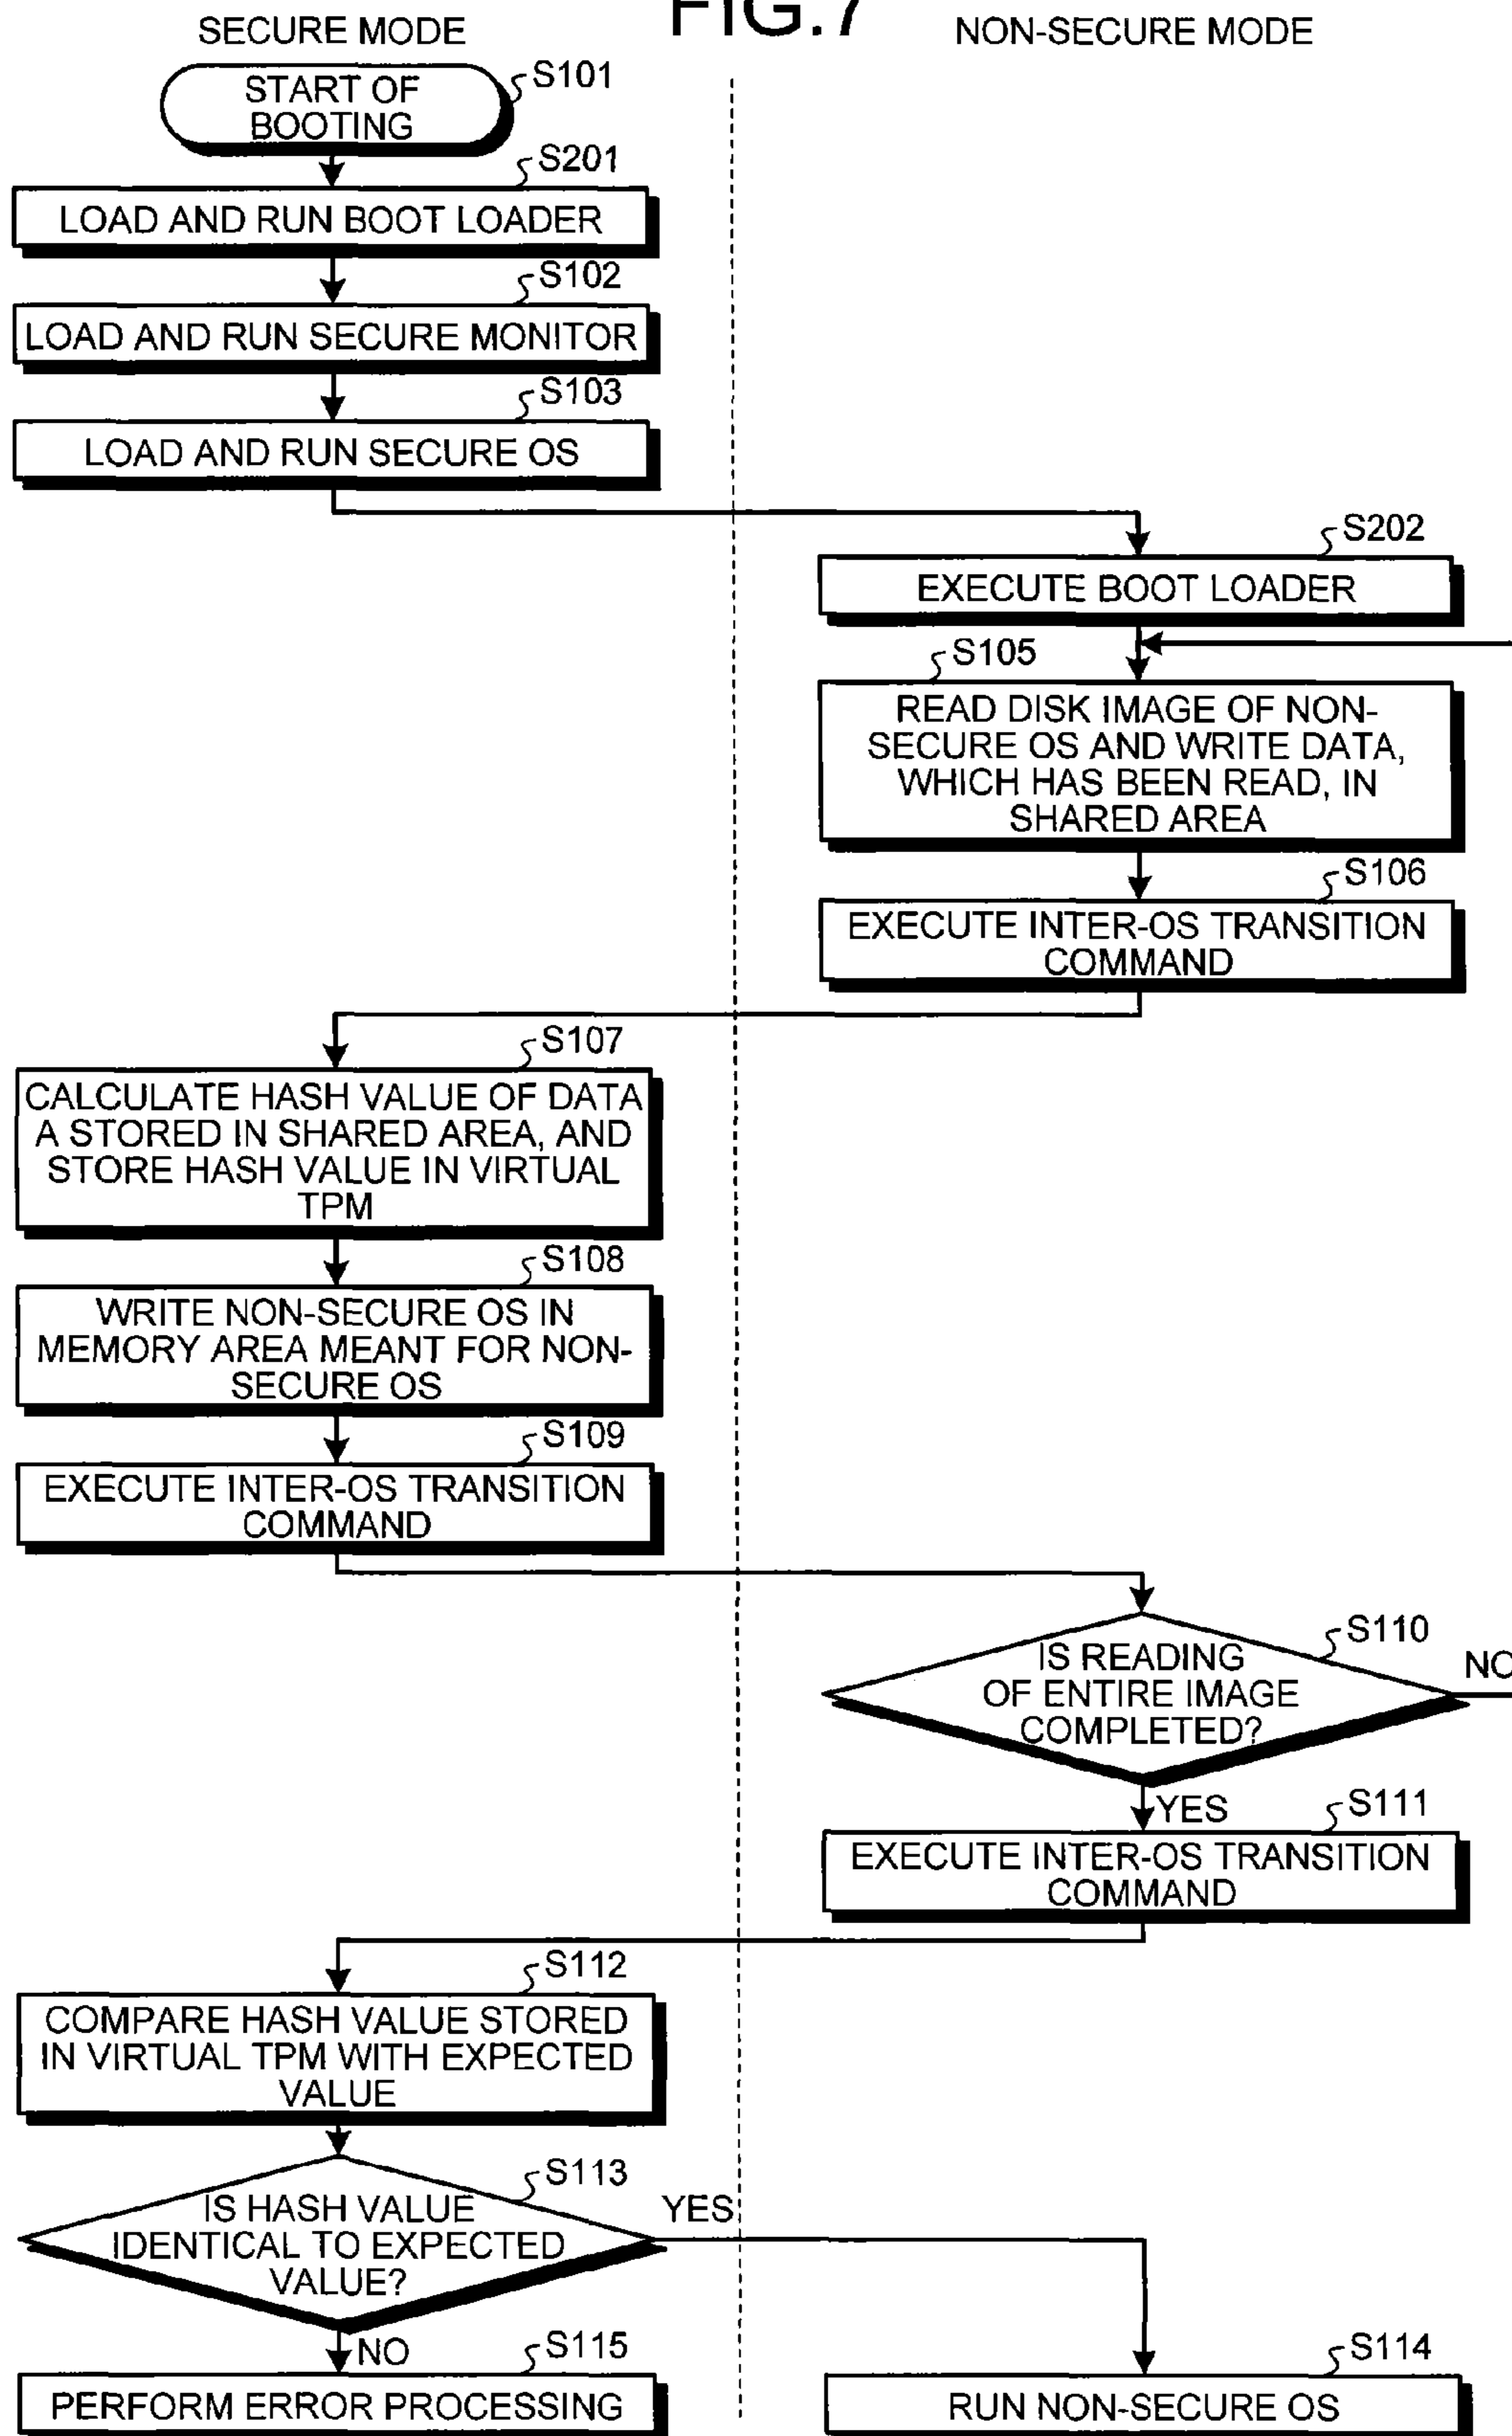 FIG.7
SECURE MODE
NON-SECURE MODE
START OF
BOOTING
S101
S201
LOAD AND RUN BOOT LOADER
S102
LOAD AND RUN SECURE MONITOR
S103
LOAD AND RUN SECURE OS
S202
EXECUTE BOOT LOADER
S105
READ DISK IMAGE OF NON-
SECURE OS AND WRITE DATA,
WHICH HAS BEEN READ, IN
SHARED AREA
S106
EXECUTE INTER-OS TRANSITION
COMMAND
S107
CALCULATE HASH VALUE OF DATA
A STORED IN SHARED AREA, AND
STORE HASH VALUE IN VIRTUAL
TPM
S108
WRITE NON-SECURE OS IN
MEMORY AREA MEANT FOR NON-
SECURE OS
S109
EXECUTE INTER-OS TRANSITION
COMMAND
S110
IS READING
OF ENTIRE IMAGE
COMPLETED?
NO
YES
S111
EXECUTE INTER-OS TRANSITION
COMMAND
S112
COMPARE HASH VALUE STORED
IN VIRTUAL TPM WITH EXPECTED
VALUE
S113
IS HASH VALUE
IDENTICAL TO EXPECTED
VALUE?
YES
NO
S115
PERFORM ERROR PROCESSING
S114
RUN NON-SECURE OS